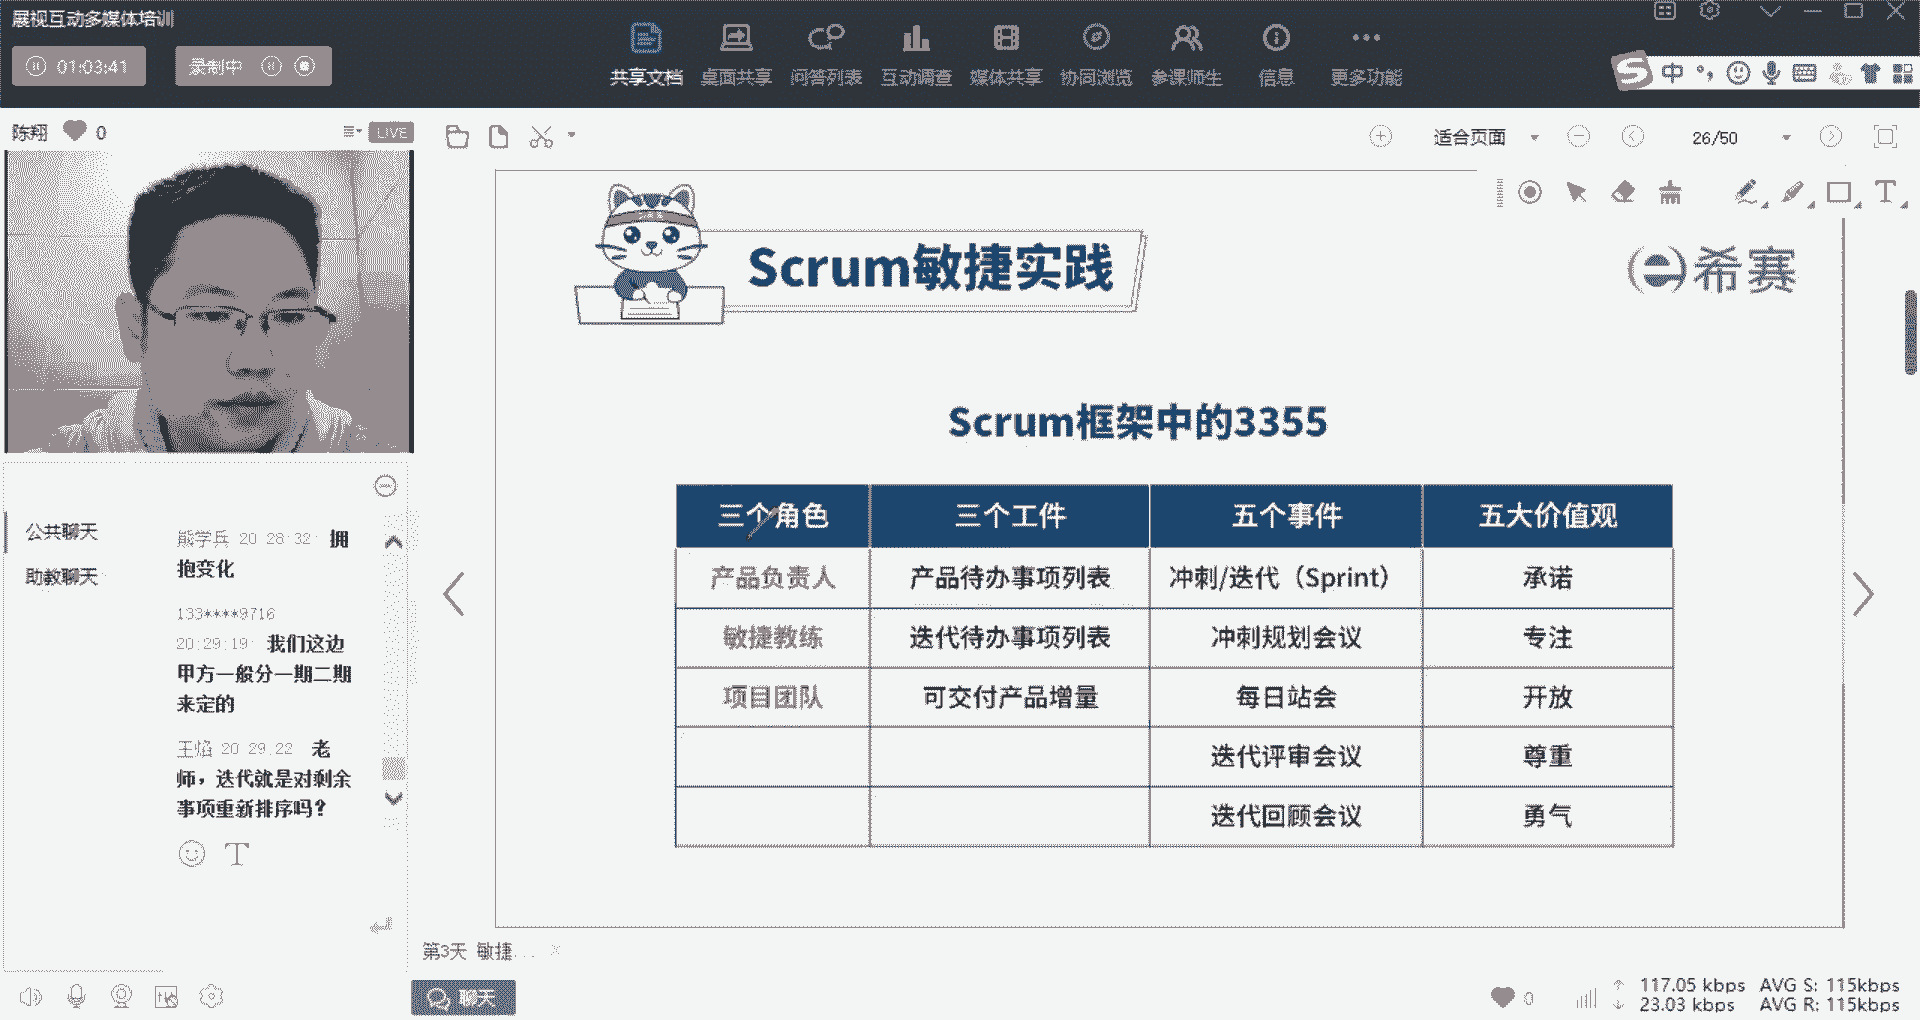 展视互动多媒体培训
01:03:41
录制中
共享文档 桌面共享 问答列表 互动调查 媒体共享 协同浏览 参课师生 信息 更多功能
中
陈翔 0 LIVE
适合页面
26/50
T
Scrum敏捷实践
希赛
Scrum框架中的3355
三个角色 三个工件 五个事件 五大价值观
产品负责人 产品待办事项列表 冲刺/迭代（Sprint） 承诺
敏捷教练 迭代待办事项列表 冲刺规划会议 专注
项目团队 可交付产品增量 每日站会 开放
迭代评审会议 尊重
迭代回顾会议 勇气
公共聊天
助教聊天
熊学兵 20:28:32: 拥
抱变化
133****9716
20:29:19: 我们这边
甲方一般分一期二期
来定的
王焰 20:29:22: 老
师，迭代就是对剩余
事项重新排序吗？
T
第3天 敏捷...
聊天
0
117.05 kbps AVG S: 115kbps
23.03 kbps AVG R: 115kbps